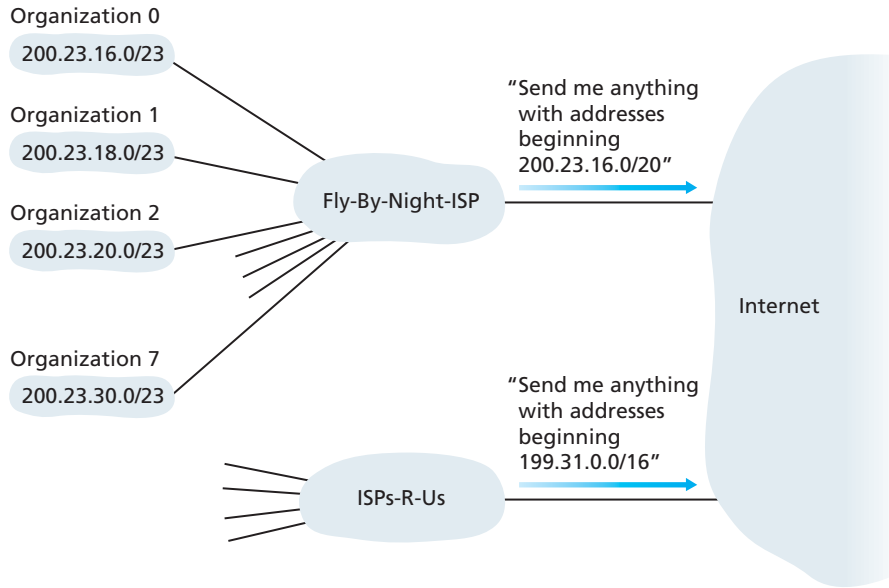 Organization 0
200.23.16.0/23
Organization 1
200.23.18.0/23
Organization 2
200.23.20.0/23
Organization 7
200.23.30.0/23
Fly-By-Night-ISP
“Send me anything
with addresses
beginning
200.23.16.0/20”
ISPs-R-Us
“Send me anything
with addresses
beginning
199.31.0.0/16”
Internet